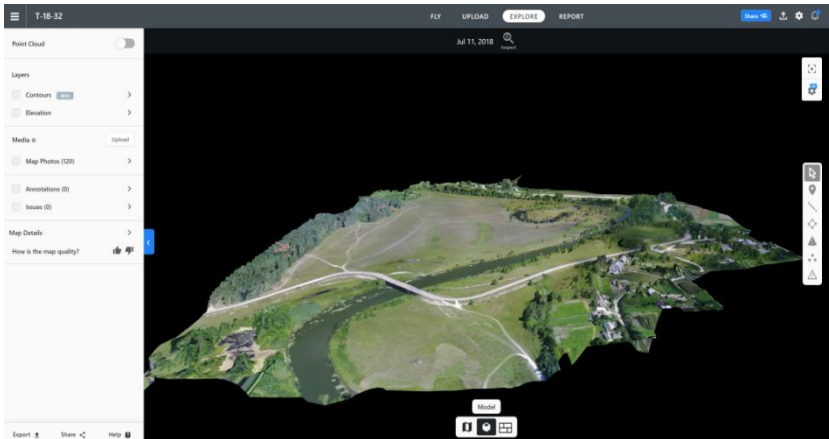 T-18-32
FLY UPLOAD EXPLORE REPORT
Share
Jul 11, 2018
Inspect
Point Cloud
Layers
Contours
Elevation
Media
Upload
Map Photos (120)
Annotations (0)
Issues (0)
Map Details
How is the map quality?
Model
Export Share Help